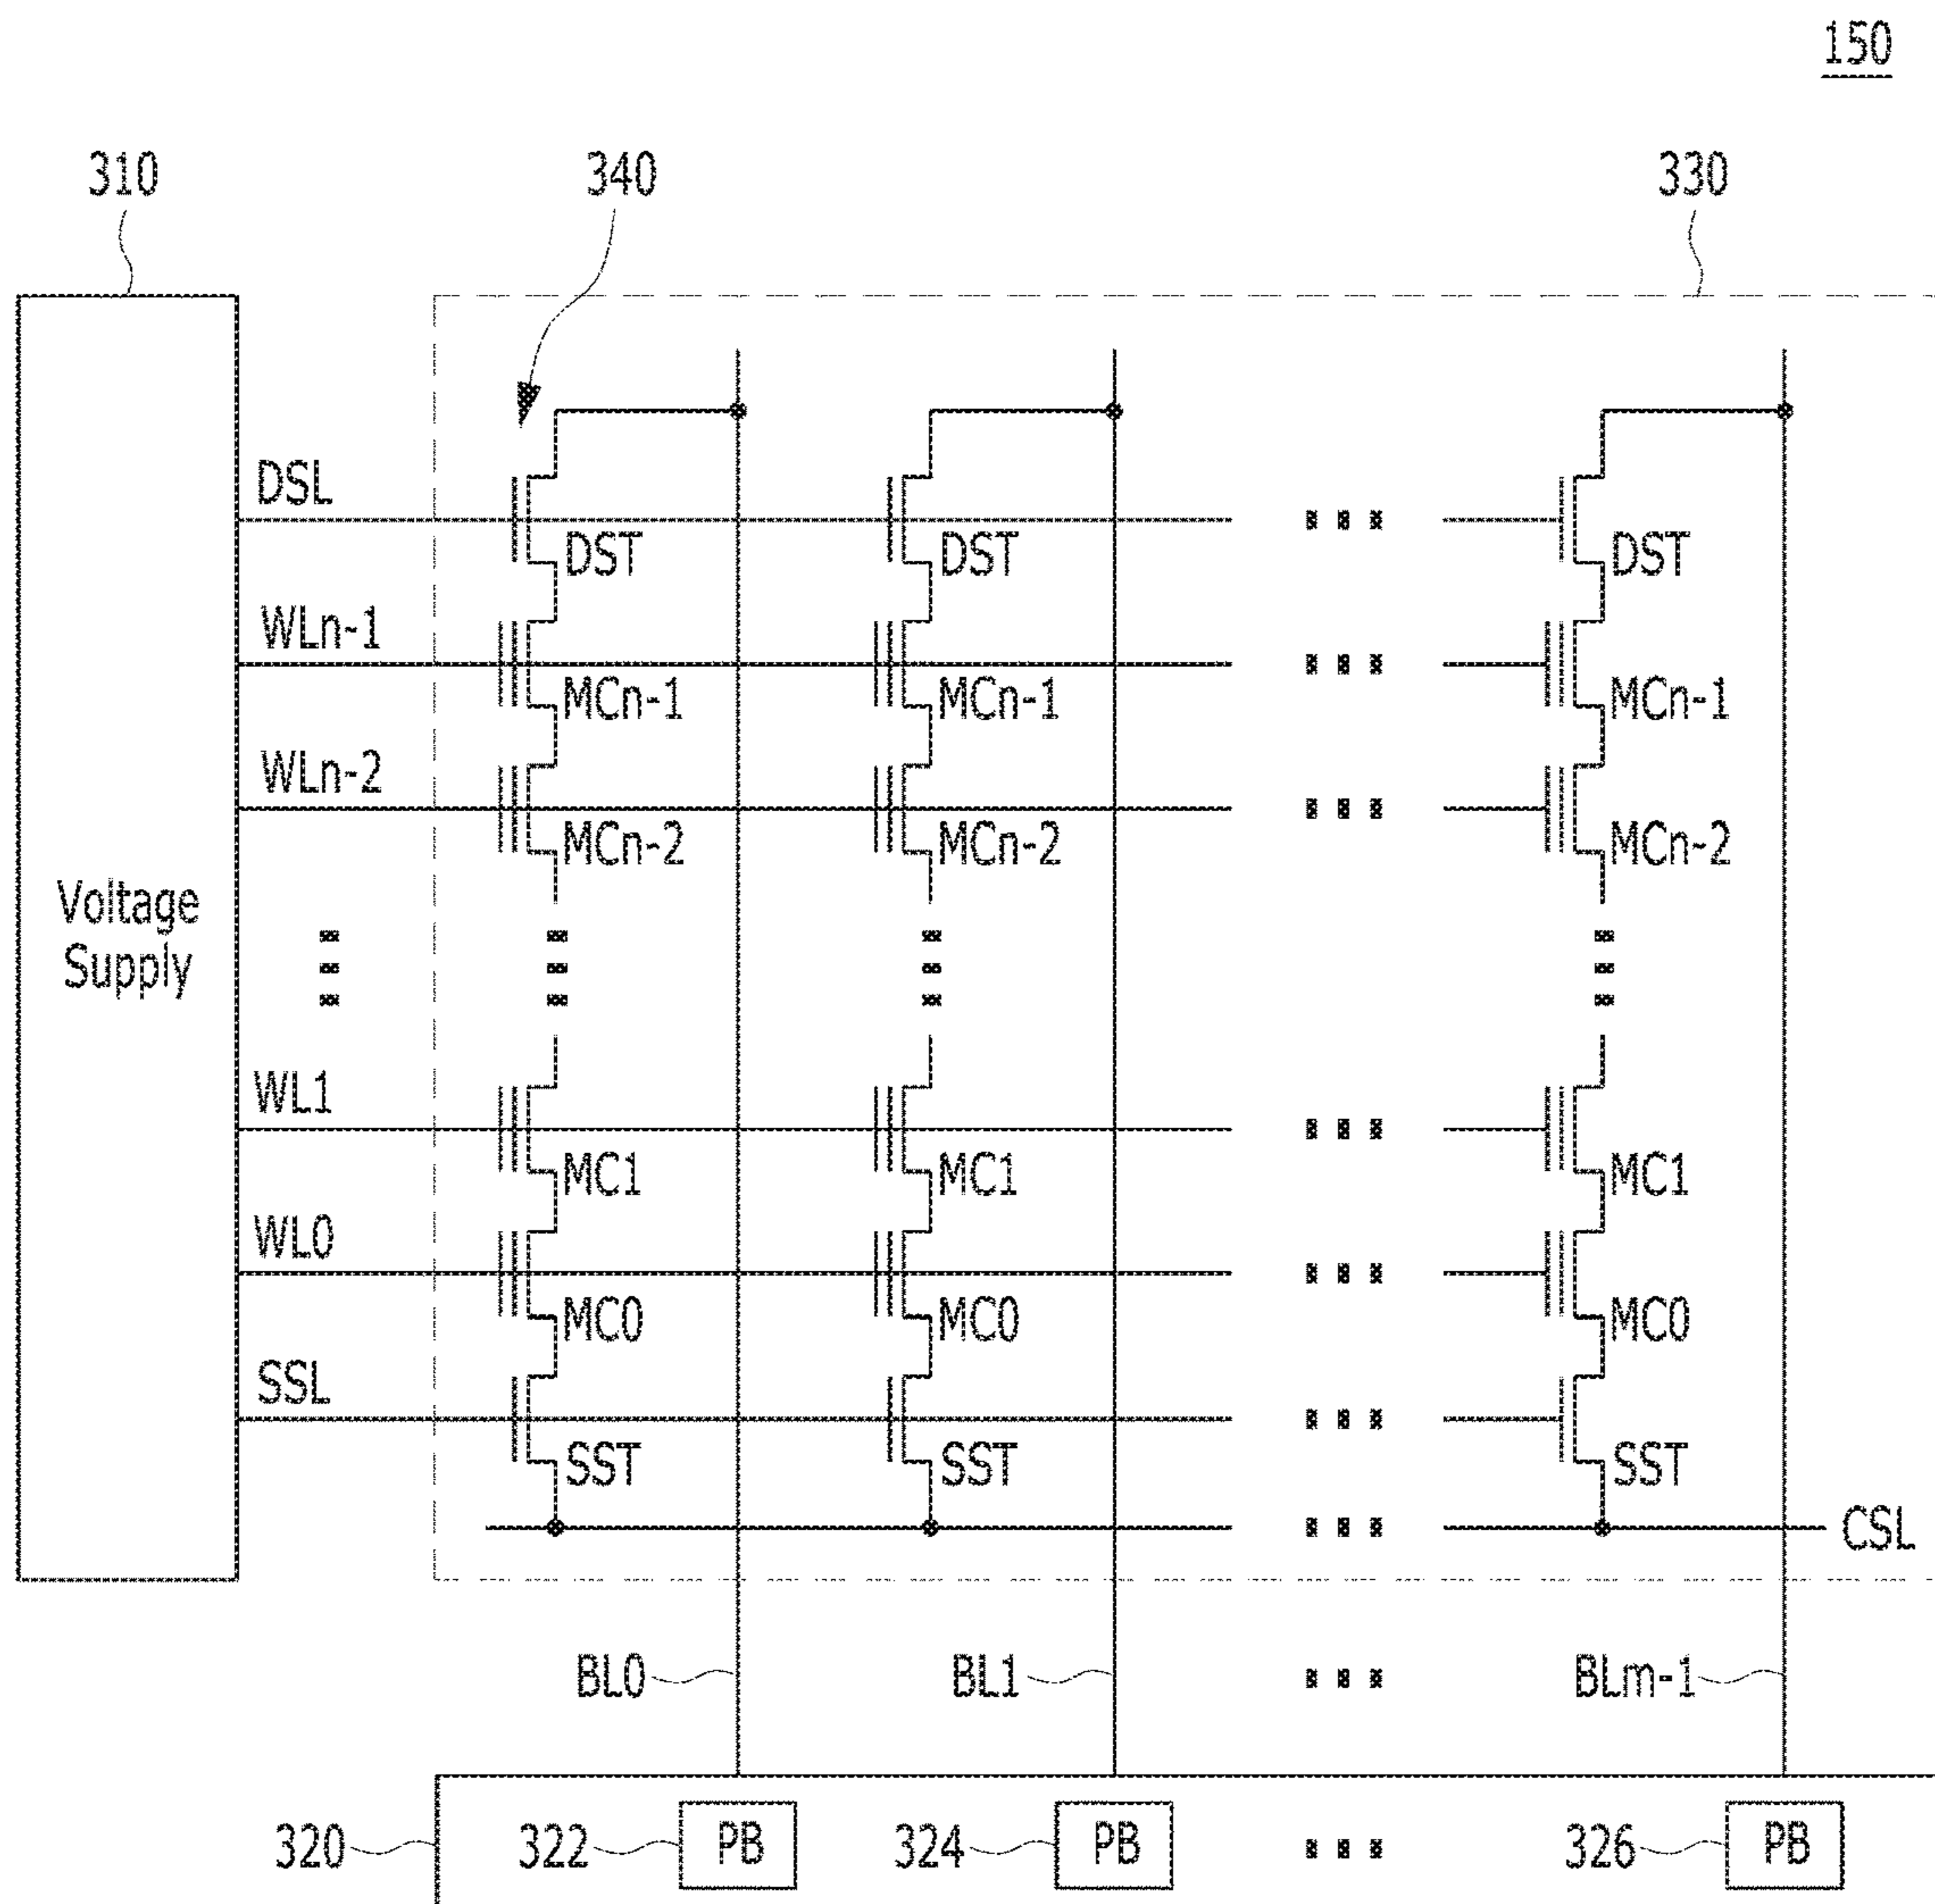 150
310
340
330
DSL
DST
DST
DST
WLn-1
MCn-1
MCn-1
MCn-1
WLn-2
MCn-2
MCn-2
MCn-2
Voltage
Supply
WL1
MC1
MC1
MC1
WL0
MC0
MC0
MC0
SSL
SST
SST
SST
CSL
BL0
BL1
BLm-1
320
322
PB
324
PB
326
PB